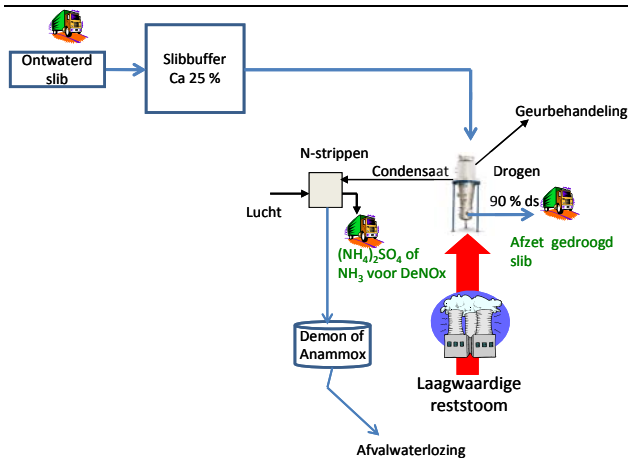 Ontwaterd
slib
Slibbuffer
Ca 25 %
Geurbehandeling
N-strippen
Condensaat
Drogen
Lucht
90 % ds
(NH₄)₂SO₄ of
NH₃ voor DeNOx
Afzet gedroogd
slib
Demon of
Anammox
Laagwaardige
reststoom
Afvalwaterlozing